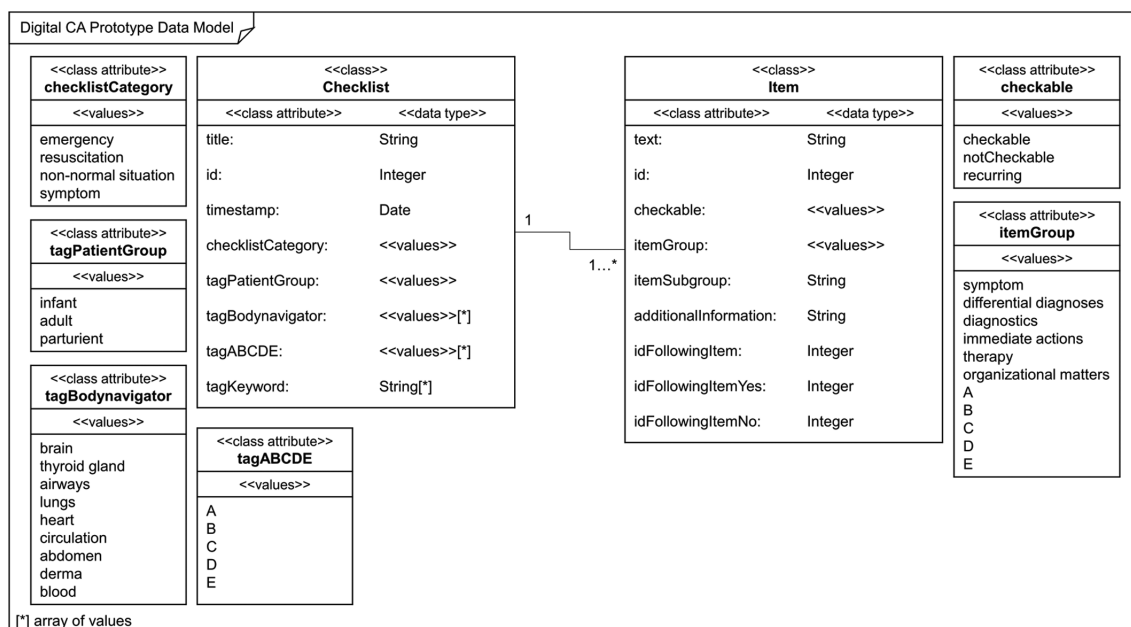 Digital CA Prototype Data Model
<<class attribute>>
checklistCategory
<<values>>
emergency
resuscitation
non-normal situation
symptom
<<class attribute>>
tagPatientGroup
<<values>>
infant
adult
parturient
<<class attribute>>
tagBodynavigator
<<values>>
brain
thyroid gland
airways
lungs
heart
circulation
abdomen
derma
blood
<<class>>
Checklist
<<class attribute>> <<data type>>
title: String
id: Integer
timestamp: Date
checklistCategory: <<values>>
tagPatientGroup: <<values>>
tagBodynavigator: <<values>>[*]
tagABCDE: <<values>>[*]
tagKeyword: String[*]
<<class attribute>>
tagABCDE
<<values>>
A
B
C
D
E
1
1...*
<<class>>
Item
<<class attribute>> <<data type>>
text: String
id: Integer
checkable: <<values>>
itemGroup: <<values>>
itemSubgroup: String
additionalInformation: String
idFollowingItem: Integer
idFollowingItemYes: Integer
idFollowingItemNo: Integer
<<class attribute>>
checkable
<<values>>
checkable
notCheckable
recurring
<<class attribute>>
itemGroup
<<values>>
symptom
differential diagnoses
diagnostics
immediate actions
therapy
organizational matters
A
B
C
D
E
[*] array of values